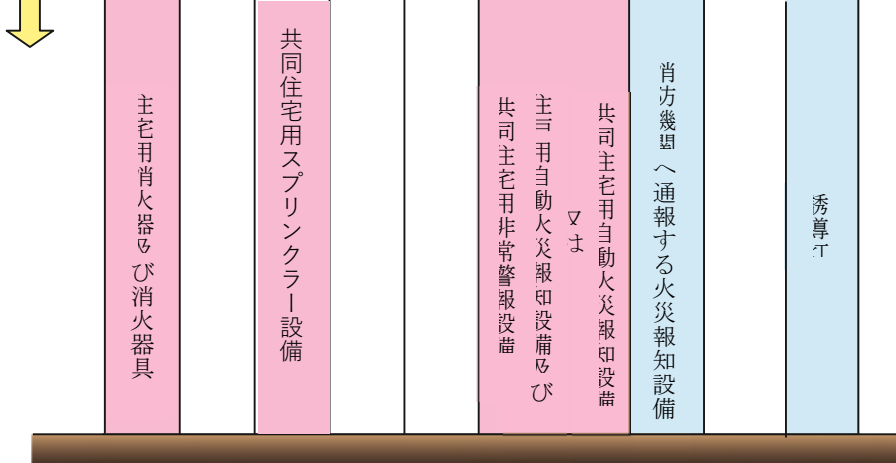 誘導灯
消防機関へ通報する火災報知設備
共同住宅用自動火災報知設備
又は
住戸用自動火災報知設備及び
共同住宅用非常警報設備
共同住宅用スプリンクラー設備
住宅用消火器及び消火器具